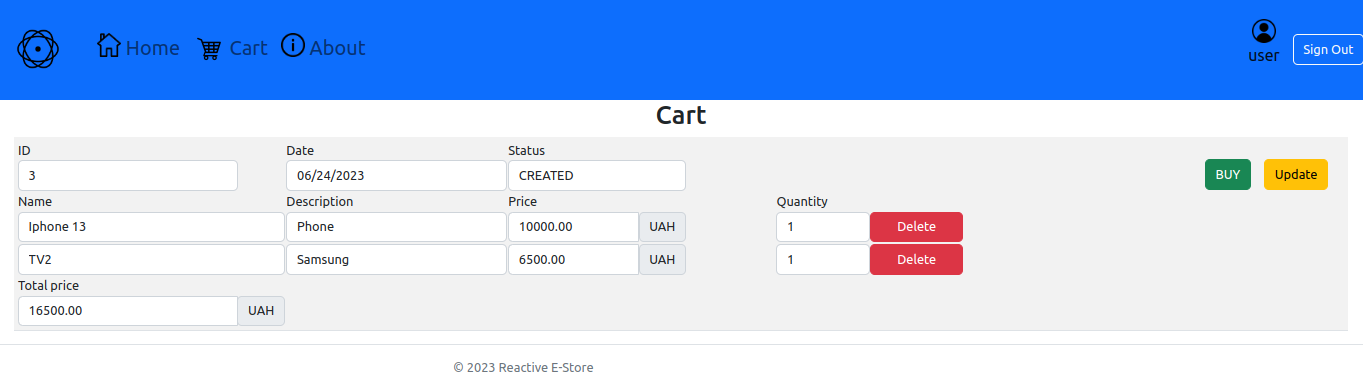 Home Cart About user Sign Out
Cart
ID Date Status
3 06/24/2023 CREATED BUY Update
Name Description Price Quantity
Iphone 13 Phone 10000.00 UAH 1 Delete
TV2 Samsung 6500.00 UAH 1 Delete
Total price
16500.00 UAH
© 2023 Reactive E-Store